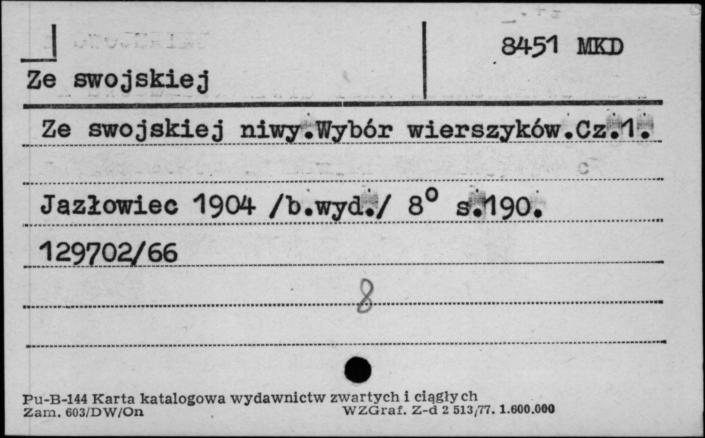 8451 MKD
Ze swojskiej
Ze swojskiej niwy.Wybór wierszyków.Cz.1.
Jazłowiec 1904 /b.wyd./ 8° s.190.
129702/66
8
Pu-B-144 Karta katalogowa wydawnictw zwartych i ciągłych
Zam. 603/DW/On WZGraf. Z-d 2 513/77. 1.600.000